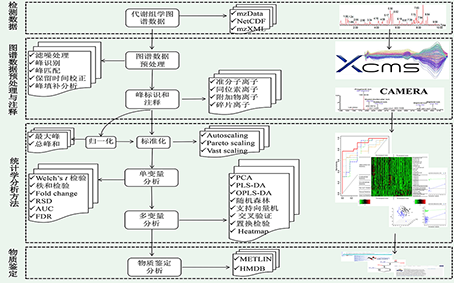 检测数据
代谢组学图
谱数据
mzData
NetCDF
mzXML
图谱数据预处理与注释
滤噪处理
峰识别
峰匹配
保留时间校正
峰填补分析
图谱数据
预处理
XCMS
峰标识和
注释
准分子离子
同位素离子
附加物离子
碎片离子
CAMERA
统计学分析方法
最大峰
总峰和
归一化
标准化
Autoscaling
Pareto scaling
Vast scaling
单变量
分析
Welch's t 检验
秩和检验
Fold change
RSD
AUC
FDR
多变量
分析
PCA
PLS-DA
OPLS-DA
随机森林
支持向量机
交叉验证
置换检验
Heatmap
物质鉴定
物质鉴定
分析
METLIN
HMDB